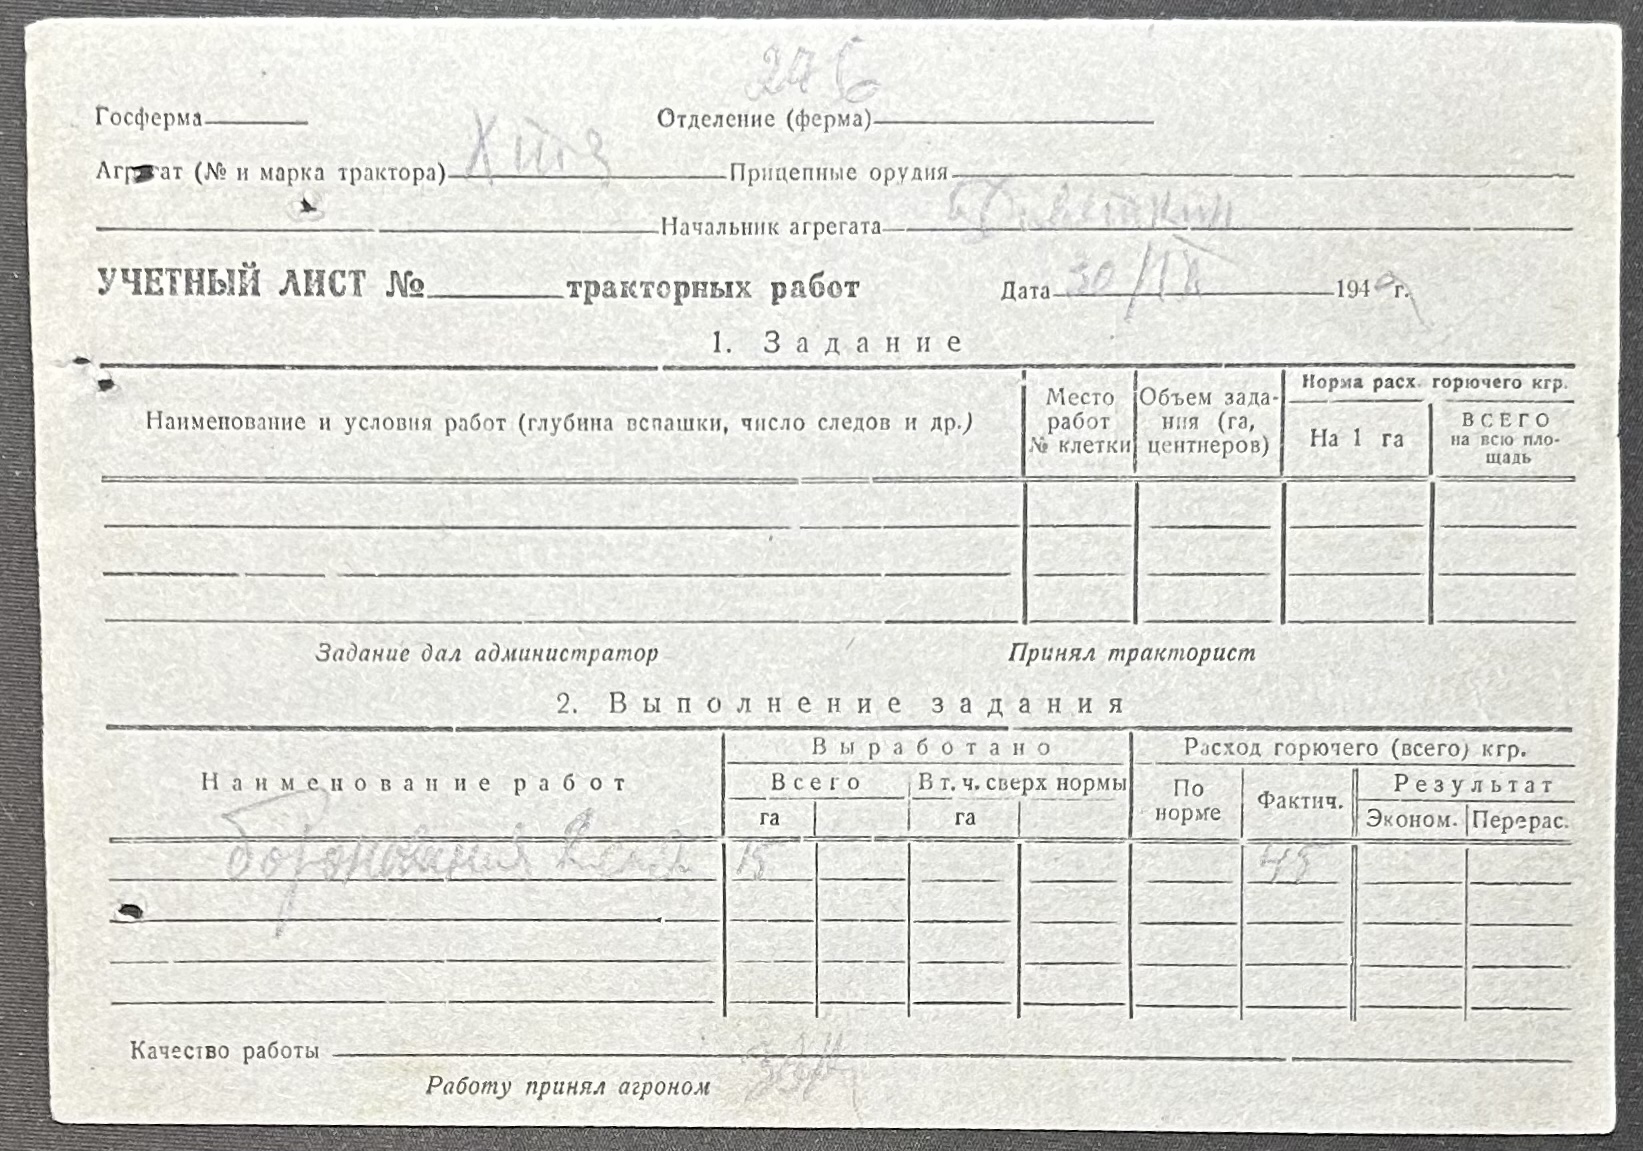 Госферма
Отделение (ферма)
Агрегат (№ и марка трактора) Прицепные орудия
Начальник агрегата
УЧЕТНЫЙ ЛИСТ № тракторных работ Дата 30/IX 194 г.
1. Задание
Наименование и условия работ (глубина вспашки, число следов и др.)
Место работ № клетки
Объем задания (га, центнеров)
Норма расх. горючего кгр.
На 1 га
ВСЕГО на всю площадь
Задание дал администратор Принял тракторист
2. Выполнение задания
Наименование работ
Выработано
Расход горючего (всего) кгр.
Всего
В т. ч. сверх нормы
По норме
Фактич.
Результат
га га
Эконом. Перерас.
15 45
Качество работы
Работу принял агроном